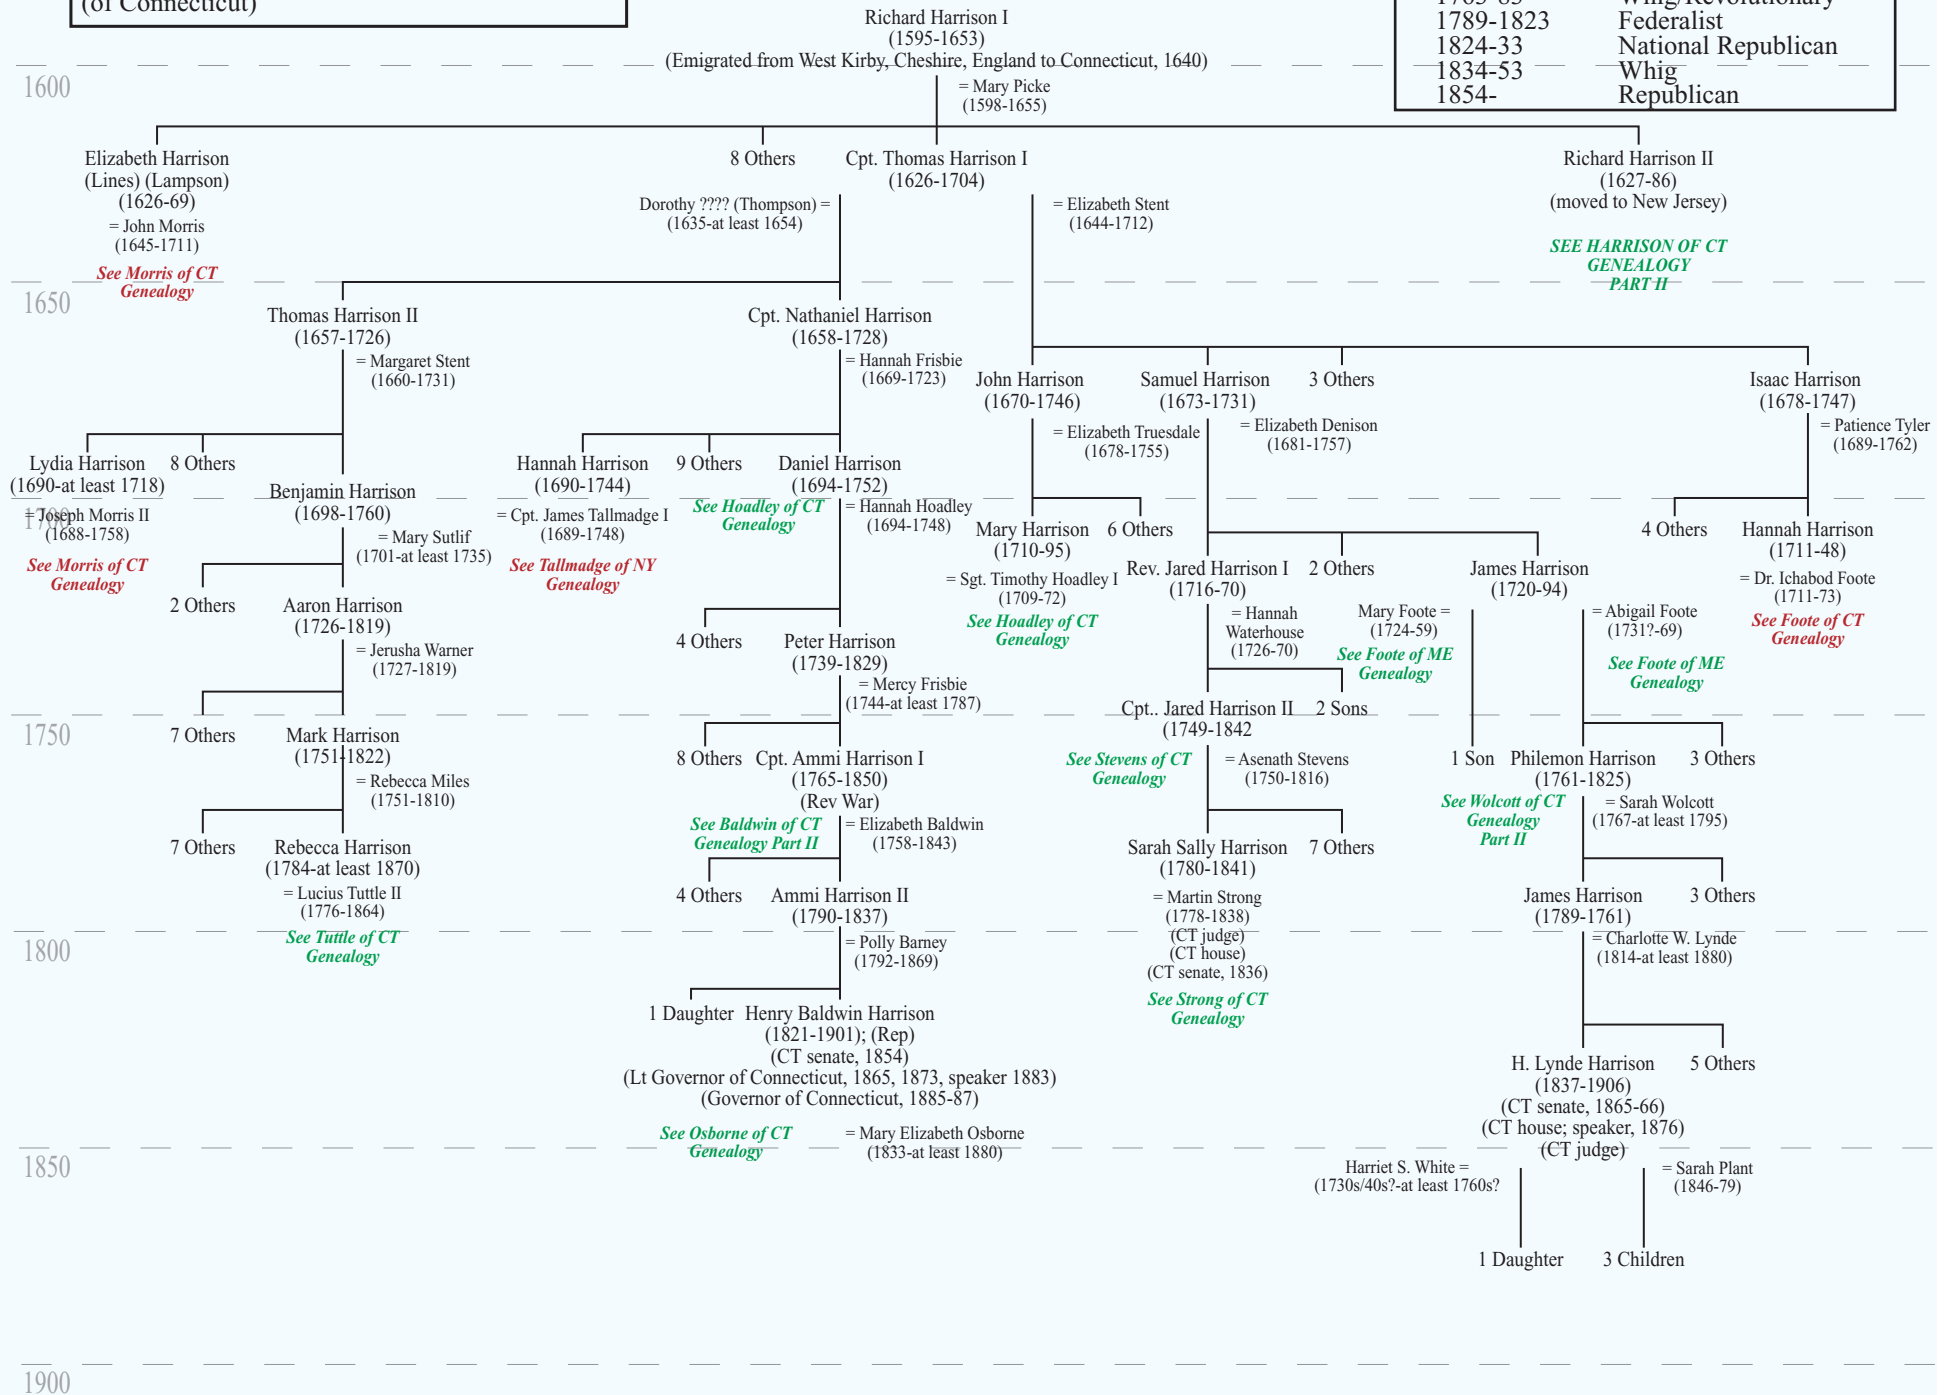 (of Connecticut)
1765-83 Whig/Revolutionary
1789-1823 Federalist
1824-33 National Republican
1834-53 Whig
1854- Republican
Richard Harrison I
(1595-1653)
(Emigrated from West Kirby, Cheshire, England to Connecticut, 1640)
1600
= Mary Picke
(1598-1655)
Elizabeth Harrison
(Lines) (Lampson)
(1626-69)
= John Morris
(1645-1711)
See Morris of CT
Genealogy
8 Others
Cpt. Thomas Harrison I
(1626-1704)
Dorothy ???? (Thompson) =
(1635-at least 1654)
= Elizabeth Stent
(1644-1712)
Richard Harrison II
(1627-86)
(moved to New Jersey)
SEE HARRISON OF CT
GENEALOGY
PART II
1650
Thomas Harrison II
(1657-1726)
= Margaret Stent
(1660-1731)
Cpt. Nathaniel Harrison
(1658-1728)
= Hannah Frisbie
(1669-1723)
John Harrison
(1670-1746)
= Elizabeth Truesdale
(1678-1755)
Samuel Harrison
(1673-1731)
= Elizabeth Denison
(1681-1757)
3 Others
Isaac Harrison
(1678-1747)
= Patience Tyler
(1689-1762)
Lydia Harrison
(1690-at least 1718)
= Joseph Morris II
(1688-1758)
See Morris of CT
Genealogy
8 Others
Benjamin Harrison
(1698-1760)
= Mary Sutlif
(1701-at least 1735)
Hannah Harrison
(1690-1744)
= Cpt. James Tallmadge I
(1689-1748)
See Tallmadge of NY
Genealogy
9 Others
Daniel Harrison
(1694-1752)
See Hoadley of CT
Genealogy
= Hannah Hoadley
(1694-1748)
1700
Mary Harrison
(1710-95)
= Sgt. Timothy Hoadley I
(1709-72)
See Hoadley of CT
Genealogy
6 Others
Rev. Jared Harrison I
(1716-70)
= Hannah
Waterhouse
(1726-70)
2 Others
James Harrison
(1720-94)
Mary Foote =
(1724-59)
See Foote of ME
Genealogy
= Abigail Foote
(1731?-69)
See Foote of ME
Genealogy
4 Others
Hannah Harrison
(1711-48)
= Dr. Ichabod Foote
(1711-73)
See Foote of CT
Genealogy
2 Others
Aaron Harrison
(1726-1819)
= Jerusha Warner
(1727-1819)
4 Others
Peter Harrison
(1739-1829)
= Mercy Frisbie
(1744-at least 1787)
Cpt.. Jared Harrison II
(1749-1842
2 Sons
See Stevens of CT
Genealogy
= Asenath Stevens
(1750-1816)
1750
7 Others
Mark Harrison
(1751-1822)
= Rebecca Miles
(1751-1810)
8 Others
Cpt. Ammi Harrison I
(1765-1850)
(Rev War)
See Baldwin of CT
Genealogy Part II
= Elizabeth Baldwin
(1758-1843)
1 Son
Philemon Harrison
(1761-1825)
3 Others
See Wolcott of CT
Genealogy
Part II
= Sarah Wolcott
(1767-at least 1795)
7 Others
Rebecca Harrison
(1784-at least 1870)
= Lucius Tuttle II
(1776-1864)
See Tuttle of CT
Genealogy
4 Others
Ammi Harrison II
(1790-1837)
= Polly Barney
(1792-1869)
Sarah Sally Harrison
(1780-1841)
= Martin Strong
(1778-1838)
(CT judge)
(CT house)
(CT senate, 1836)
See Strong of CT
Genealogy
7 Others
James Harrison
(1789-1761)
= Charlotte W. Lynde
(1814-at least 1880)
3 Others
1800
1 Daughter
Henry Baldwin Harrison
(1821-1901); (Rep)
(CT senate, 1854)
(Lt Governor of Connecticut, 1865, 1873, speaker 1883)
(Governor of Connecticut, 1885-87)
See Osborne of CT
Genealogy
= Mary Elizabeth Osborne
(1833-at least 1880)
H. Lynde Harrison
(1837-1906)
(CT senate, 1865-66)
(CT house; speaker, 1876)
(CT judge)
5 Others
1850
Harriet S. White =
(1730s/40s?-at least 1760s?
= Sarah Plant
(1846-79)
1 Daughter
3 Children
1900